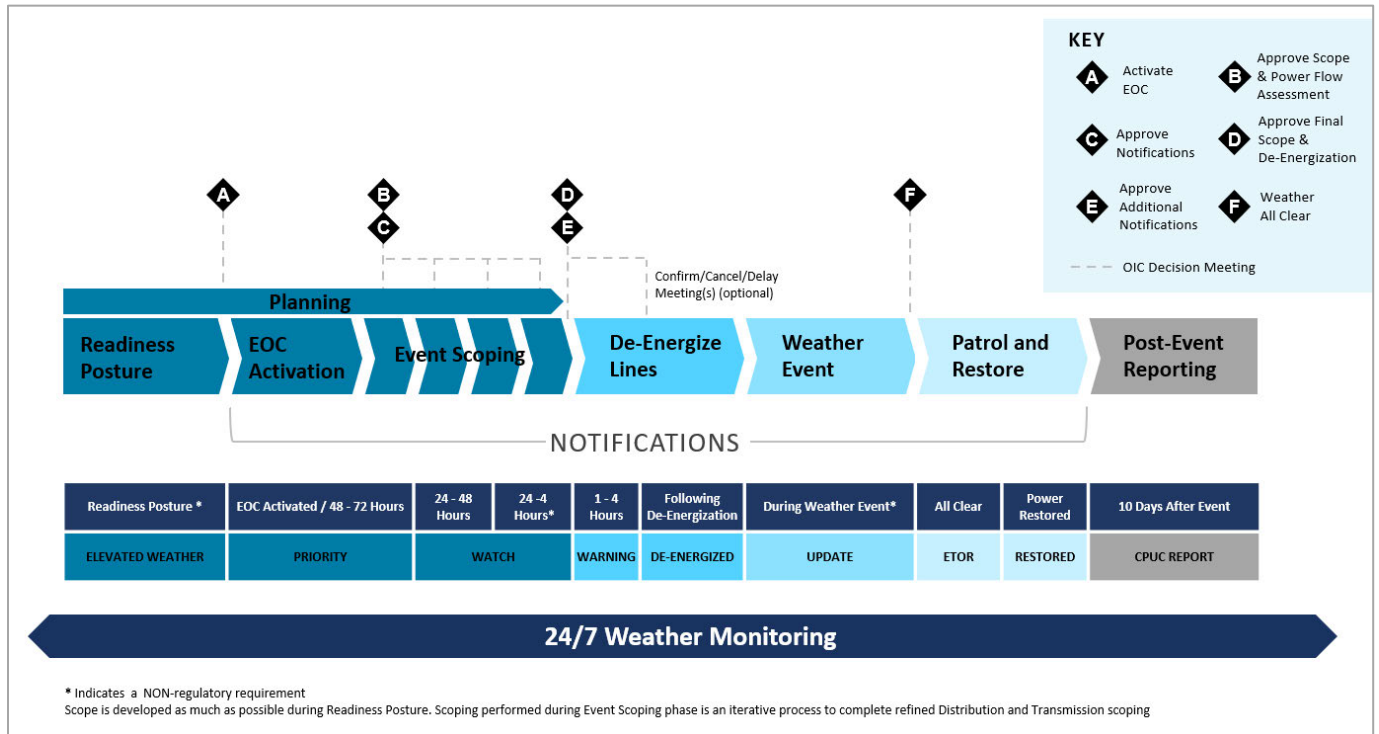 KEY
A
Activate
EOC
B
Approve Scope
& Power Flow
Assessment
C
Approve
Notifications
D
Approve Final
Scope &
De-Energization
E
Approve
Additional
Notifications
F
Weather
All Clear
OIC Decision Meeting
A
B
C
D
E
F
Confirm/Cancel/Delay
Meeting(s) (optional)
Planning
Readiness
Posture
EOC
Activation
Event Scoping
De-Energize
Lines
Weather
Event
Patrol and
Restore
Post-Event
Reporting
NOTIFICATIONS
Readiness Posture *
EOC Activated / 48 - 72 Hours
24 - 48
Hours
24 -4
Hours*
1 - 4
Hours
Following
De-Energization
During Weather Event*
All Clear
Power
Restored
10 Days After Event
ELEVATED WEATHER
PRIORITY
WATCH
WARNING
DE-ENERGIZED
UPDATE
ETOR
RESTORED
CPUC REPORT
24/7 Weather Monitoring
* Indicates a NON-regulatory requirement
Scope is developed as much as possible during Readiness Posture. Scoping performed during Event Scoping phase is an iterative process to complete refined Distribution and Transmission scoping